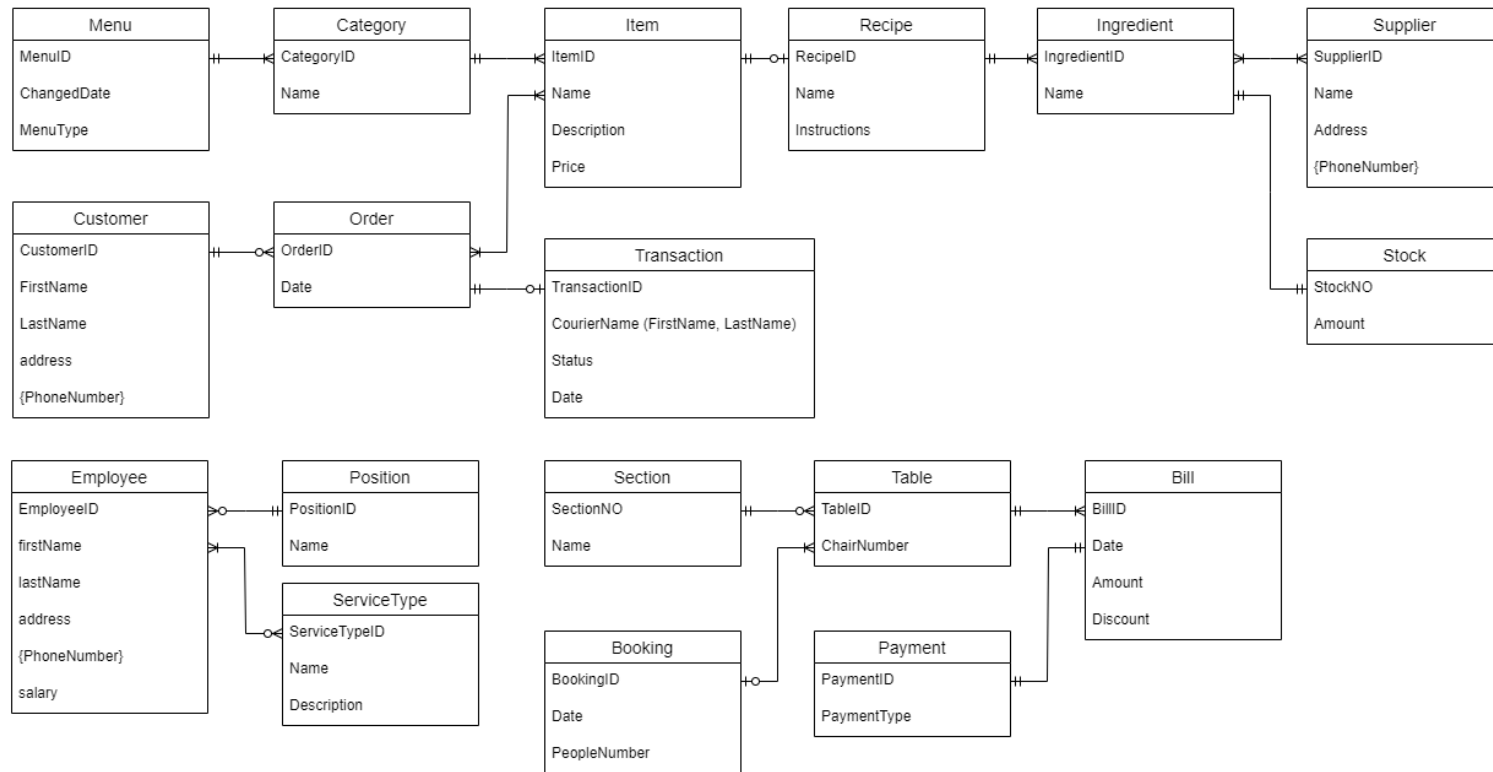 Menu
MenuID
ChangedDate
MenuType
Category
CategoryID
Name
Item
ItemID
Name
Description
Price
Recipe
RecipeID
Name
Instructions
Ingredient
IngredientID
Name
Supplier
SupplierID
Name
Address
{PhoneNumber}
Customer
CustomerID
FirstName
LastName
address
{PhoneNumber}
Order
OrderID
Date
Transaction
TransactionID
CourierName (FirstName, LastName)
Status
Date
Stock
StockNO
Amount
Employee
EmployeeID
firstName
lastName
address
{PhoneNumber}
salary
Position
PositionID
Name
ServiceType
ServiceTypeID
Name
Description
Section
SectionNO
Name
Booking
BookingID
Date
PeopleNumber
Table
TableID
ChairNumber
Payment
PaymentID
PaymentType
Bill
BillID
Date
Amount
Discount